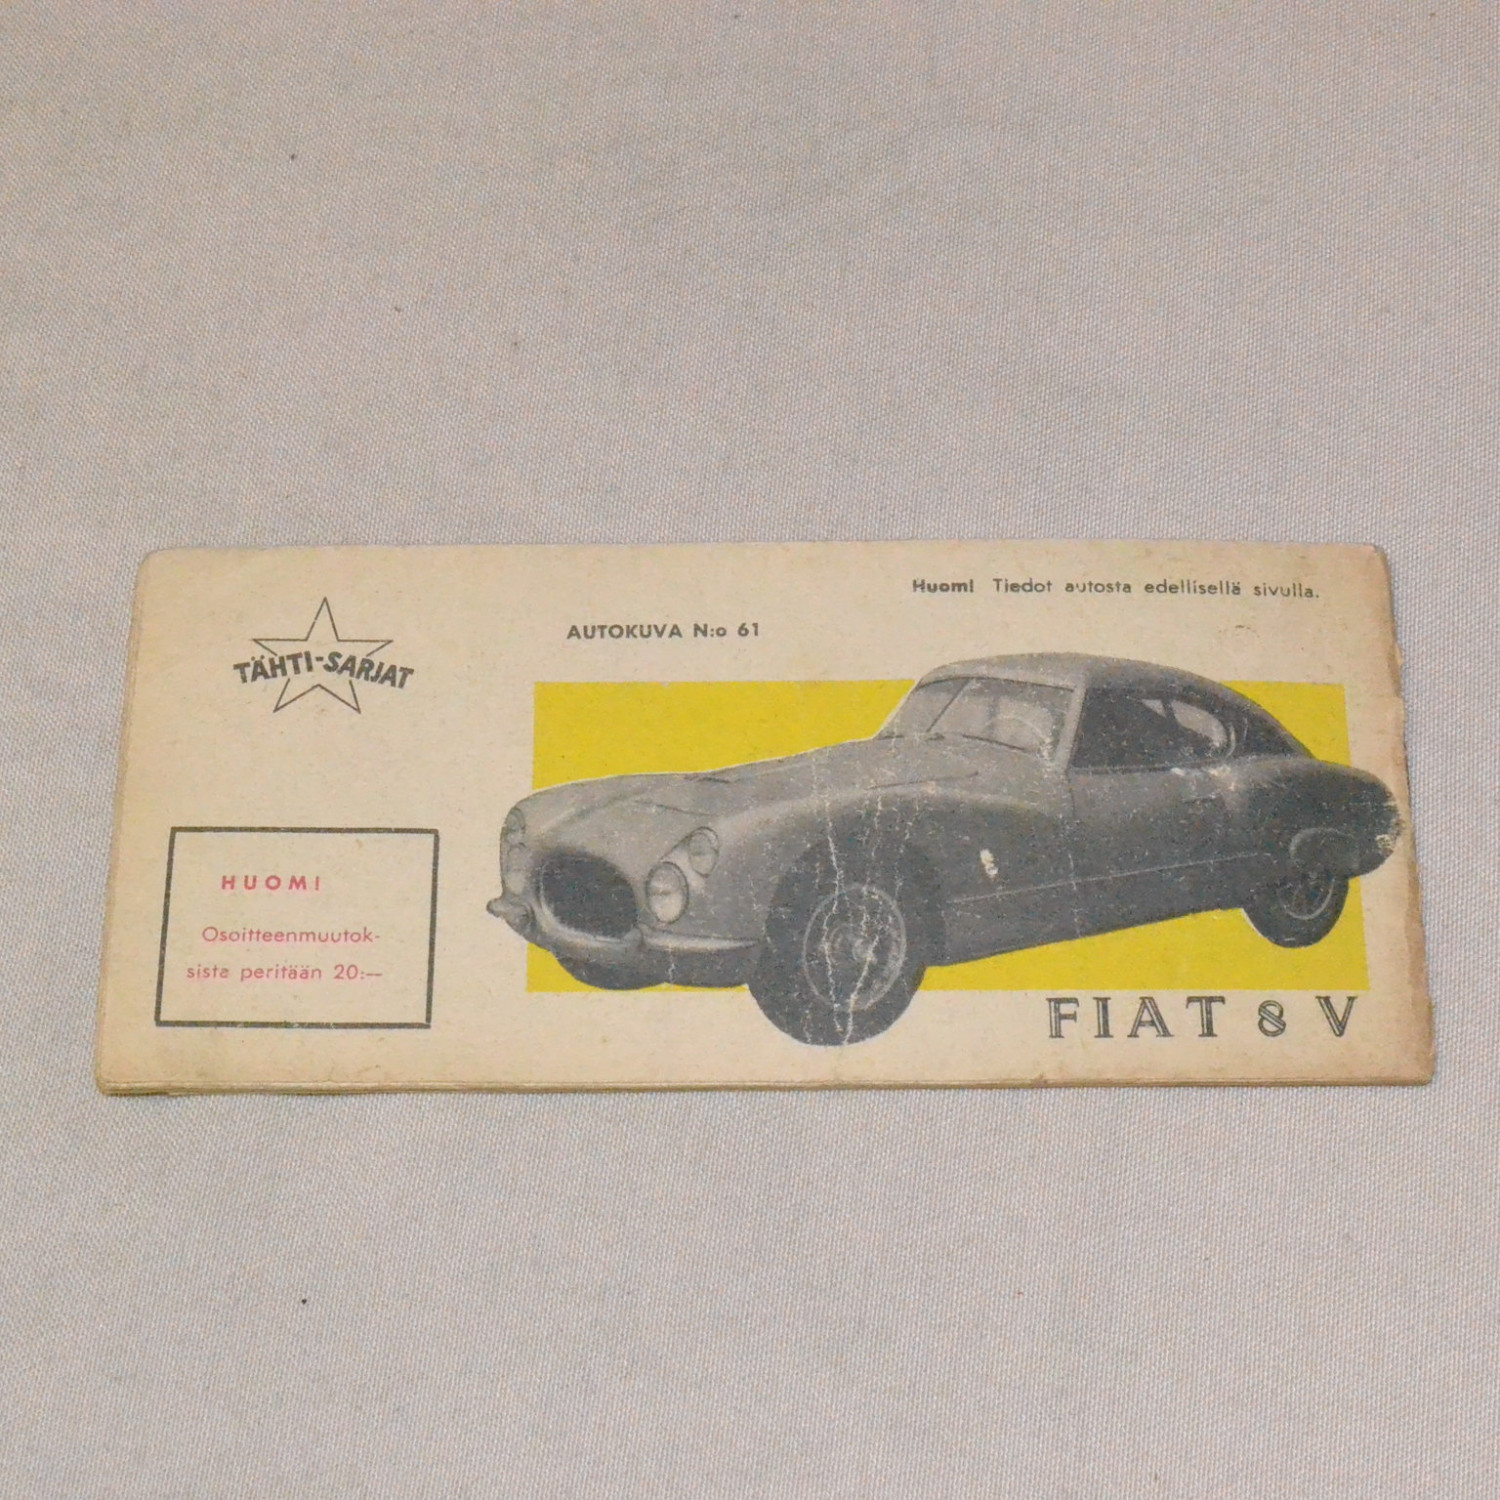 Huom! Tiedot autosta edellisellä sivulla.
AUTOKUVA N:o 61
TÄHTI-SARJAT
HUOM!
Osoitteenmuutok-
sista peritään 20:—
FIAT 8 V